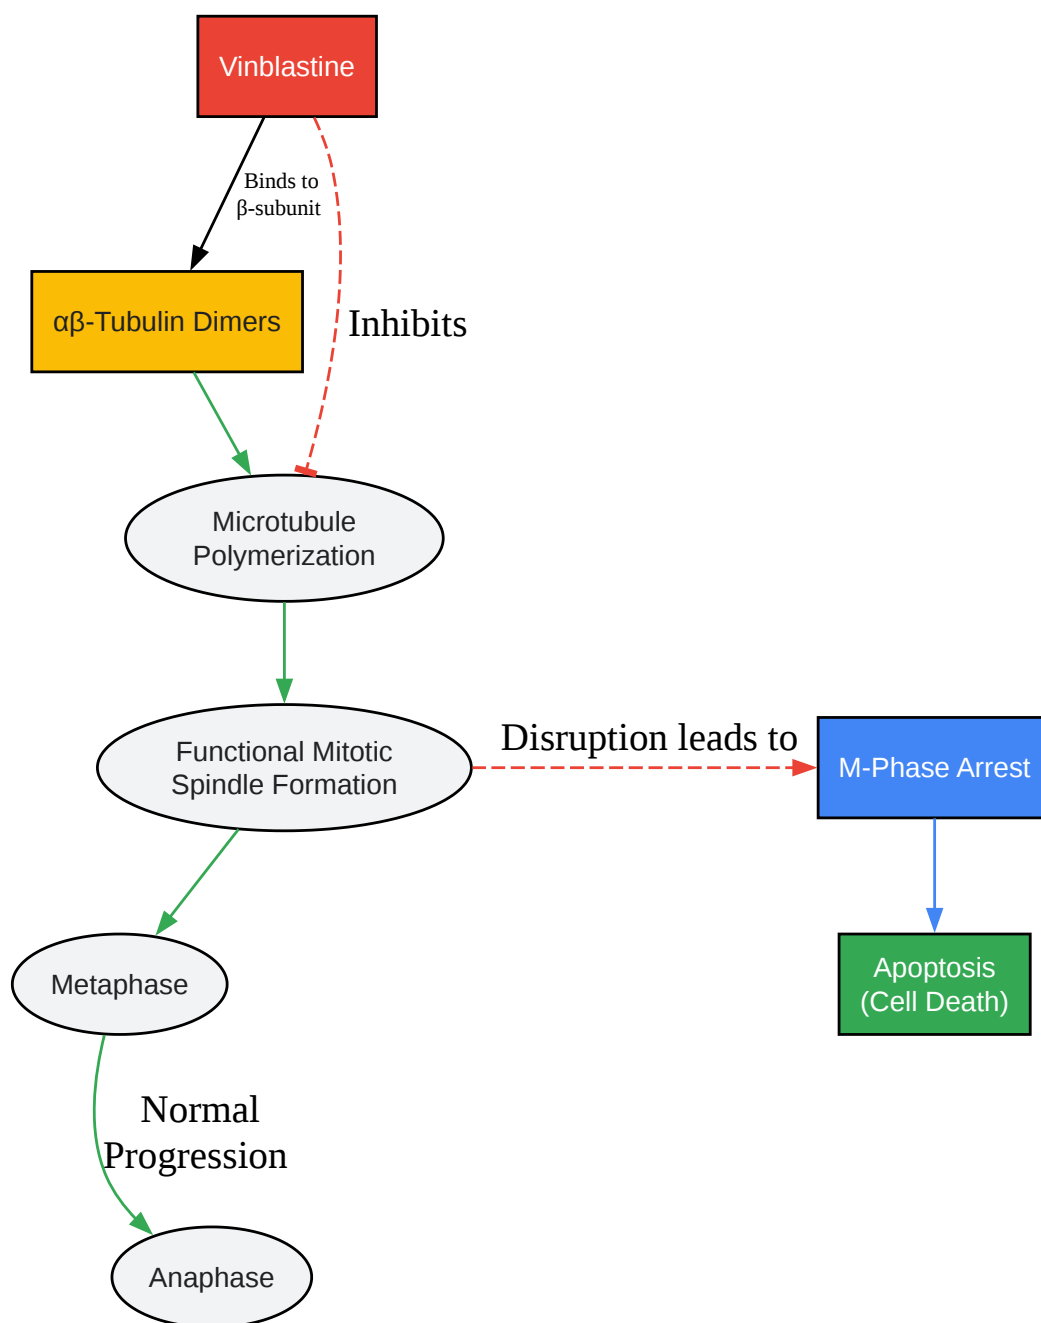 Vinblastine
Binds to
β-subunit
αβ-Tubulin Dimers
Inhibits
Microtubule
Polymerization
Functional Mitotic
Spindle Formation
Disruption leads to
M-Phase Arrest
Metaphase
Apoptosis
(Cell Death)
Normal
Progression
Anaphase